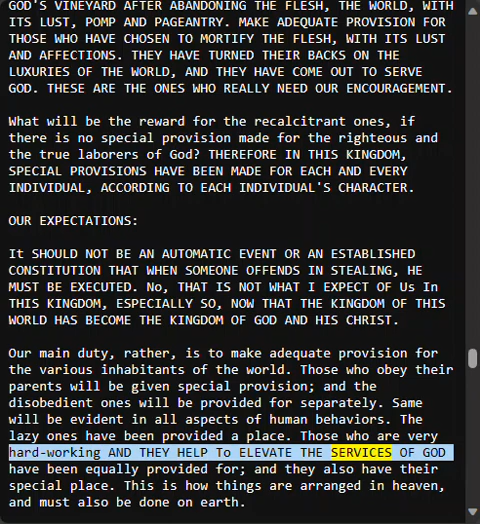 GOD'S VINEYARD AFTER ABANDONING THE FLESH, THE WORLD, WITH
ITS LUST, POMP AND PAGEANTRY. MAKE ADEQUATE PROVISION FOR
THOSE WHO HAVE CHOSEN TO MORTIFY THE FLESH, WITH ITS LUST
AND AFFECTIONS. THEY HAVE TURNED THEIR BACKS ON THE
LUXURIES OF THE WORLD, AND THEY HAVE COME OUT TO SERVE
GOD. THESE ARE THE ONES WHO REALLY NEED OUR ENCOURAGEMENT.

What will be the reward for the recalcitrant ones, if
there is no special provision made for the righteous and
the true laborers of God? THEREFORE IN THIS KINGDOM,
SPECIAL PROVISIONS HAVE BEEN MADE FOR EACH AND EVERY
INDIVIDUAL, ACCORDING TO EACH INDIVIDUAL'S CHARACTER.

OUR EXPECTATIONS:

It SHOULD NOT BE AN AUTOMATIC EVENT OR AN ESTABLISHED
CONSTITUTION THAT WHEN SOMEONE OFFENDS IN STEALING, HE
MUST BE EXECUTED. No, THAT IS NOT WHAT I EXPECT OF Us In
THIS KINGDOM, ESPECIALLY SO, NOW THAT THE KINGDOM OF THIS
WORLD HAS BECOME THE KINGDOM OF GOD AND HIS CHRIST.

Our main duty, rather, is to make adequate provision for
the various inhabitants of the world. Those who obey their
parents will be given special provision; and the
disobedient ones will be provided for separately. Same
will be evident in all aspects of human behaviors. The
lazy ones have been provided a place. Those who are very
hard-working AND THEY HELP To ELEVATE THE SERVICES OF GOD
have been equally provided for; and they also have their
special place. This is how things are arranged in heaven,
and must also be done on earth.